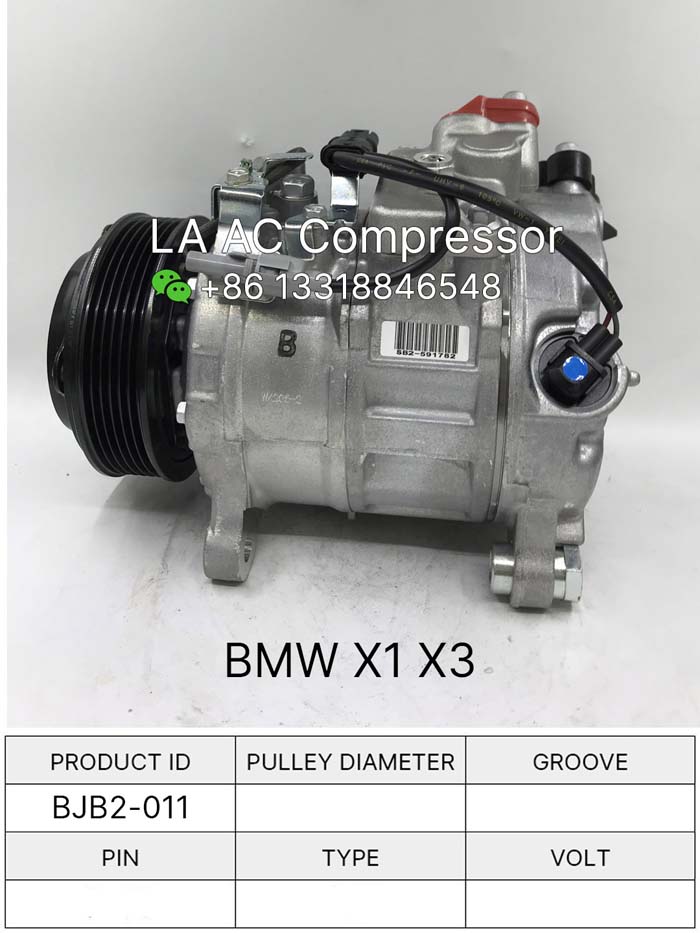 LA AC Compressor
+86 13318846548
B
SB2-591782
BMW X1 X3
PRODUCT ID PULLEY DIAMETER GROOVE
BJB2-011
PIN TYPE VOLT